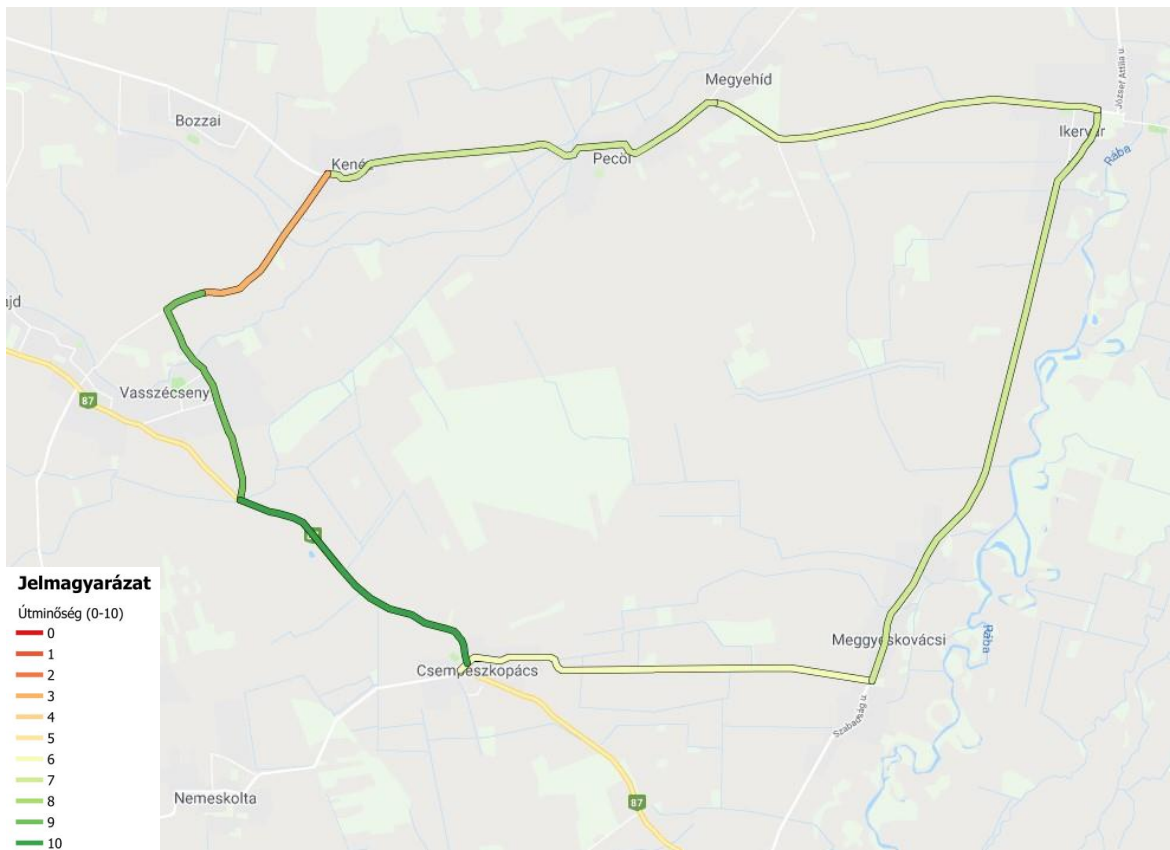 Megyehíd
József Attila u.
Bozzai
Ikervár
Rába
Pecöl
ajd
Vasszécseny
87
Jelmagyarázat
Útminőség (0-10)
0
1
2
3
4
5
6
7
8
9
10
Meggyeskovácsi
Rába
Csempeszkopács
Szabadság u.
Nemeskolta
87